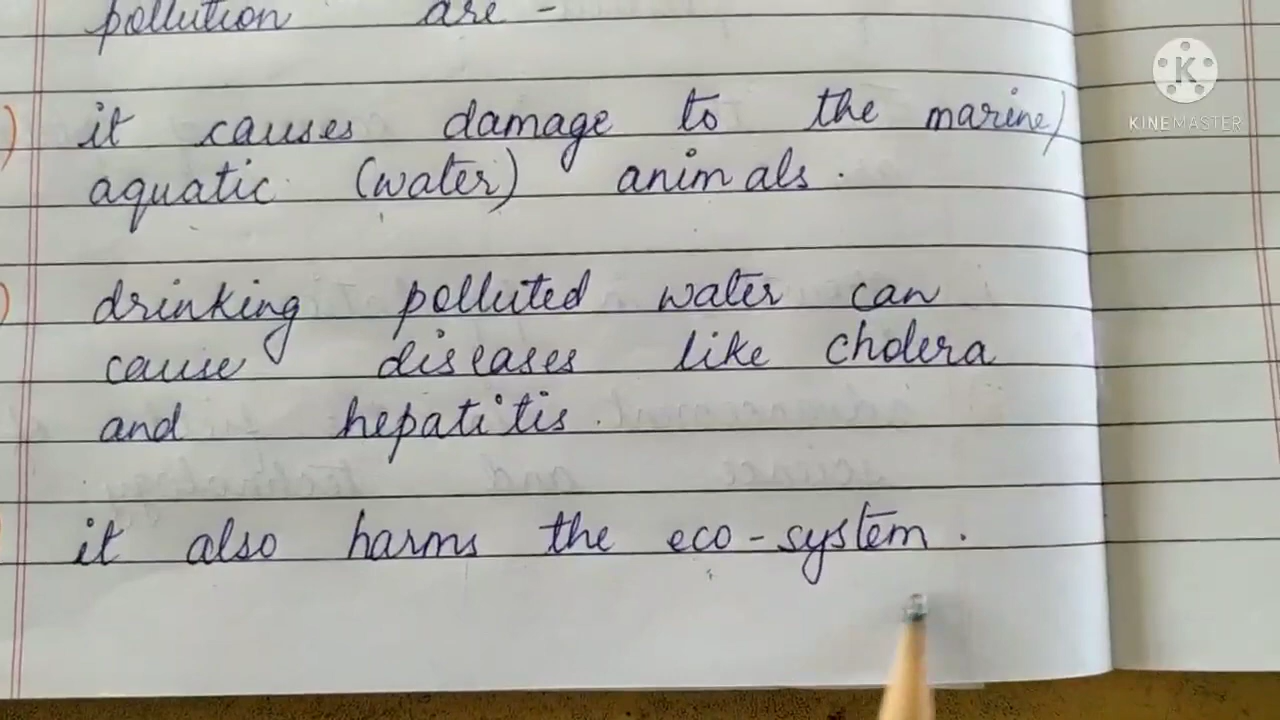 pollution are -
) it causes damage to the marine/
aquatic (water) animals.
) drinking polluted water can
cause diseases like cholera
and hepatitis.
it also harms the eco-system.
K
KINEMASTER